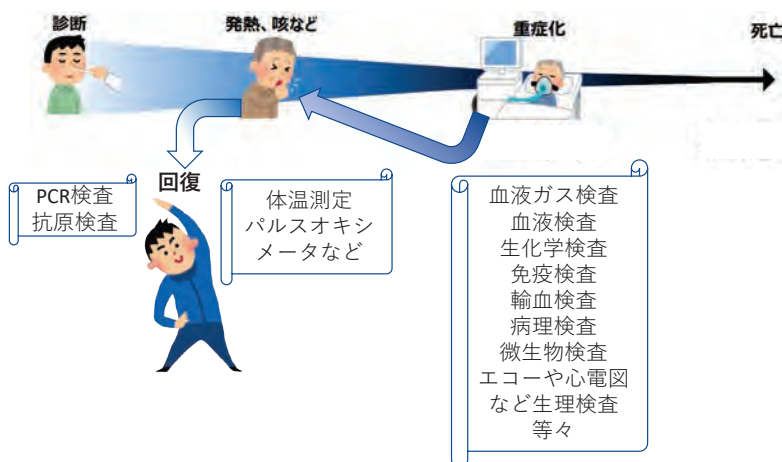 診断
発熱、咳など
重症化
死亡
PCR検査
抗原検査
回復
体温測定
パルスオキシ
メータなど
血液ガス検査
血液検査
生化学検査
免疫検査
輸血検査
病理検査
微生物検査
エコーや心電図
など生理検査
等々